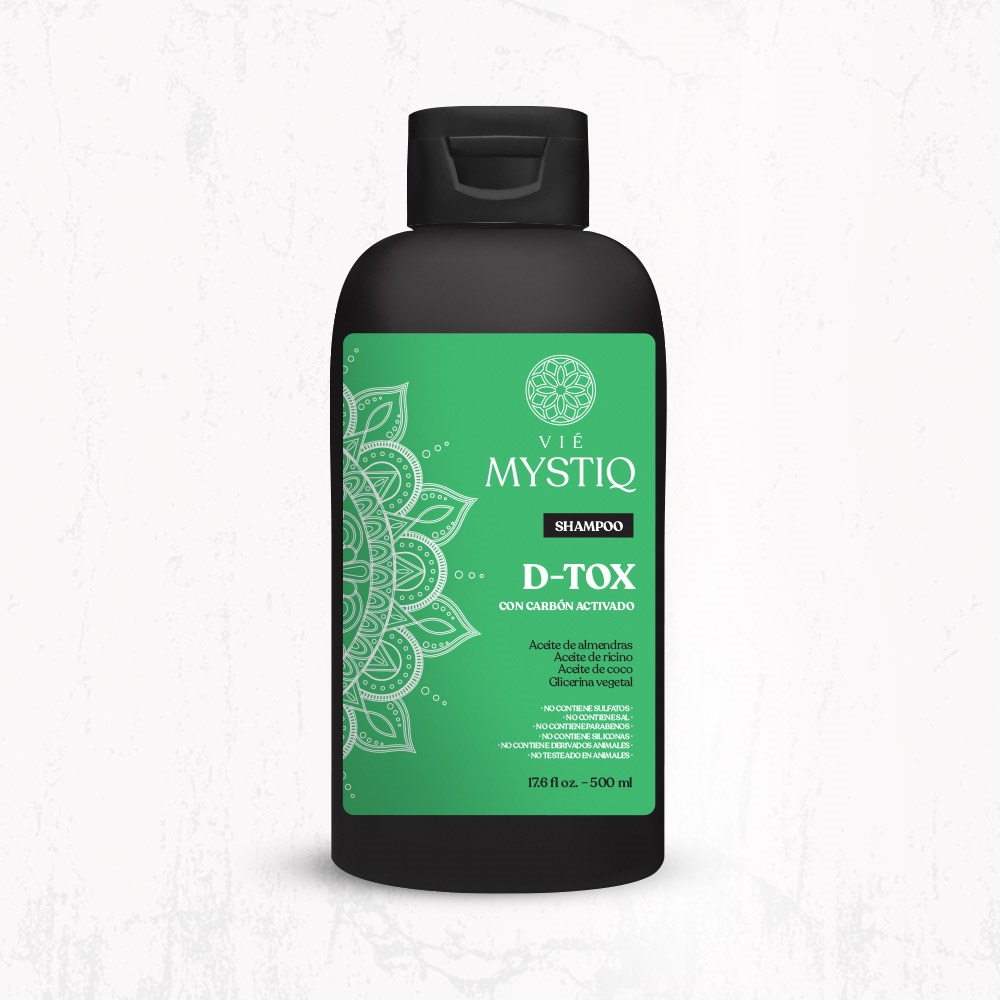 VIÉ
MYSTIQ
SHAMPOO
D-TOX
CON CARBÓN ACTIVADO
Aceite de almendras
Aceite de ricino
Aceite de coco
Glicerina vegetal
· NO CONTIENE SULFATOS ·
· NO CONTIENE SAL ·
· NO CONTIENE PARABENOS ·
· NO CONTIENE SILICONAS ·
· NO CONTIENE DERIVADOS ANIMALES ·
· NO TESTEADO EN ANIMALES ·
17.6 fl oz. – 500 ml